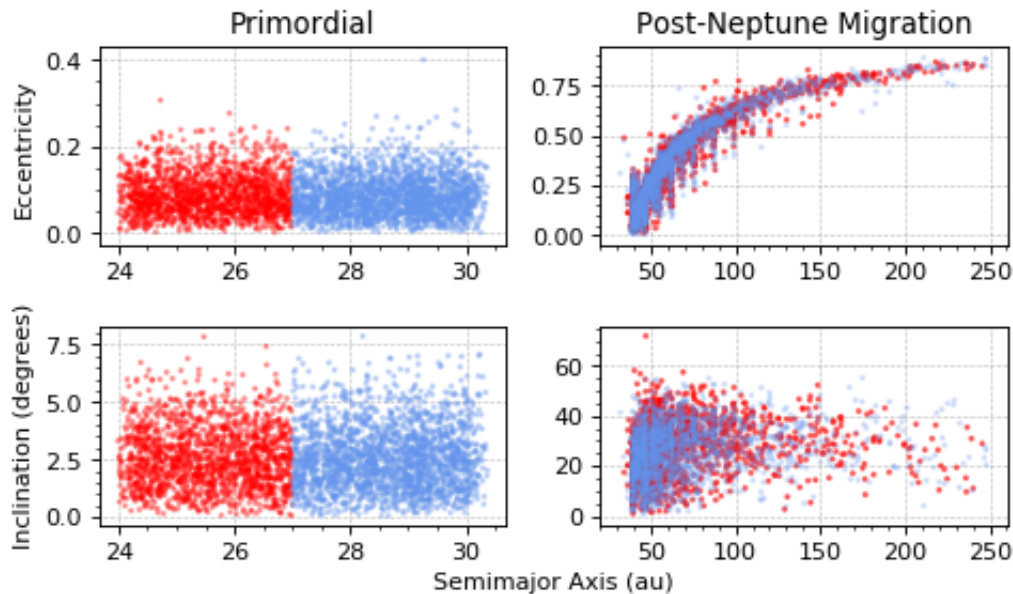 Primordial
Post-Neptune Migration
Eccentricity
0.4
0.2
0.0
24 26 28 30
0.75
0.50
0.25
0.00
50 100 150 200 250
Inclination (degrees)
7.5
5.0
2.5
0.0
24 26 28 30
60
40
20
0
50 100 150 200 250
Semimajor Axis (au)